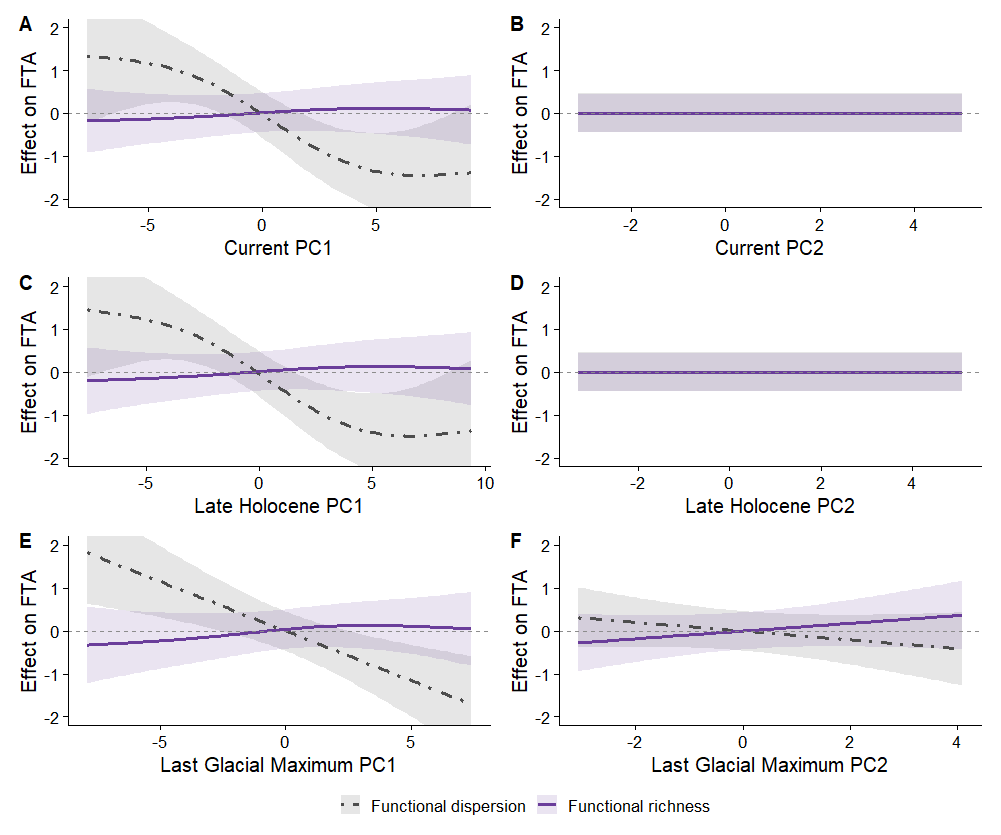 A
Effect on FTA
2
1
0
-1
-2
-5
0
5
Current PC1
B
Effect on FTA
2
1
0
-1
-2
-2
0
2
4
Current PC2
C
Effect on FTA
2
1
0
-1
-2
-5
0
5
10
Late Holocene PC1
D
Effect on FTA
2
1
0
-1
-2
-2
0
2
4
Late Holocene PC2
E
Effect on FTA
2
1
0
-1
-2
-5
0
5
Last Glacial Maximum PC1
F
Effect on FTA
2
1
0
-1
-2
-2
0
2
4
Last Glacial Maximum PC2
Functional dispersion
Functional richness